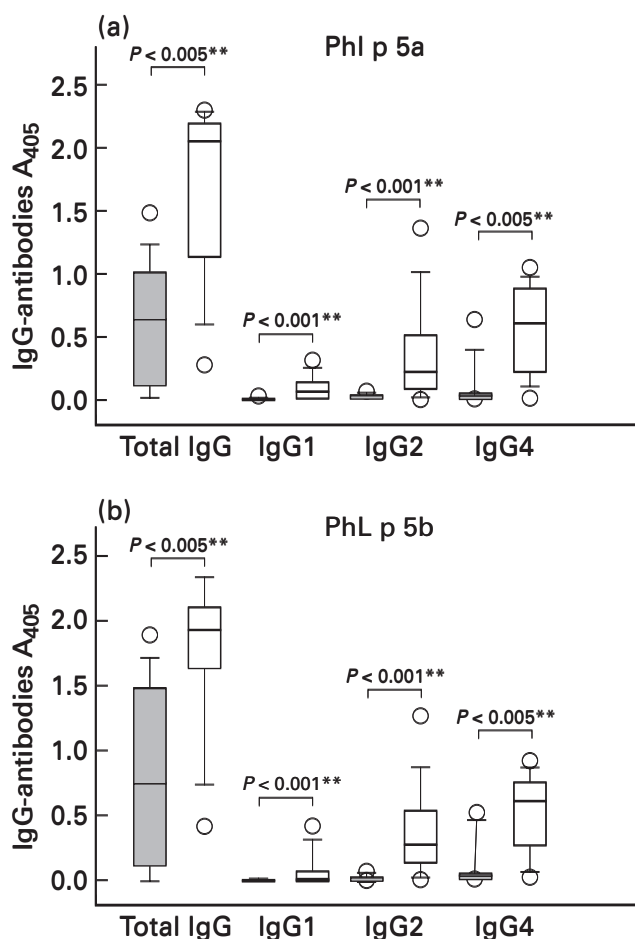 (a)
Phl p 5a
P < 0.005**
P < 0.001**
P < 0.001**
P < 0.005**
IgG-antibodies A405
2.5
2.0
1.5
1.0
0.5
0.0
Total IgG IgG1 IgG2 IgG4
(b)
PhL p 5b
P < 0.005**
P < 0.001**
P < 0.001**
P < 0.005**
IgG-antibodies A405
2.5
2.0
1.5
1.0
0.5
0.0
Total IgG IgG1 IgG2 IgG4